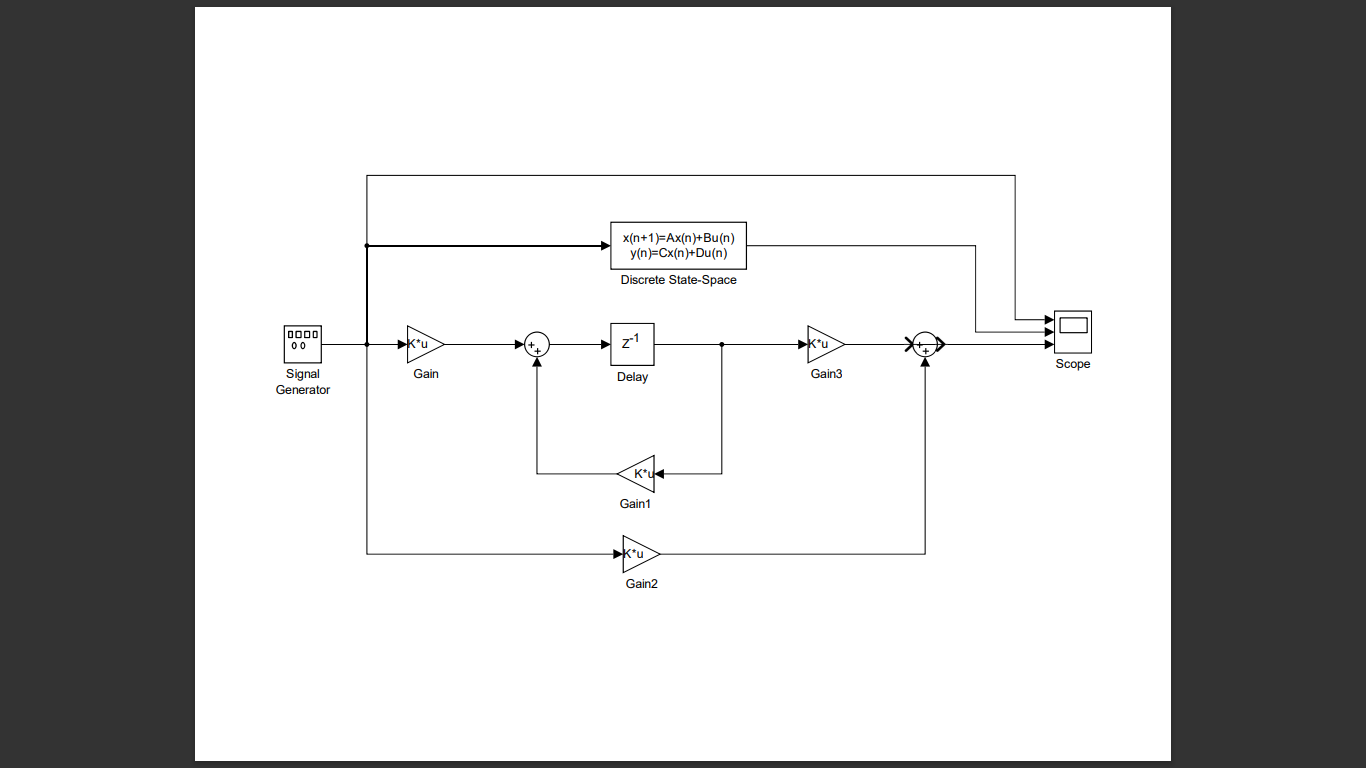 x(n+1)=Ax(n)+Bu(n)
y(n)=Cx(n)+Du(n)
Discrete State-Space
Signal
Generator
K*u
Gain
Z-1
Delay
K*u
Gain3
Scope
K*u
Gain1
K*u
Gain2